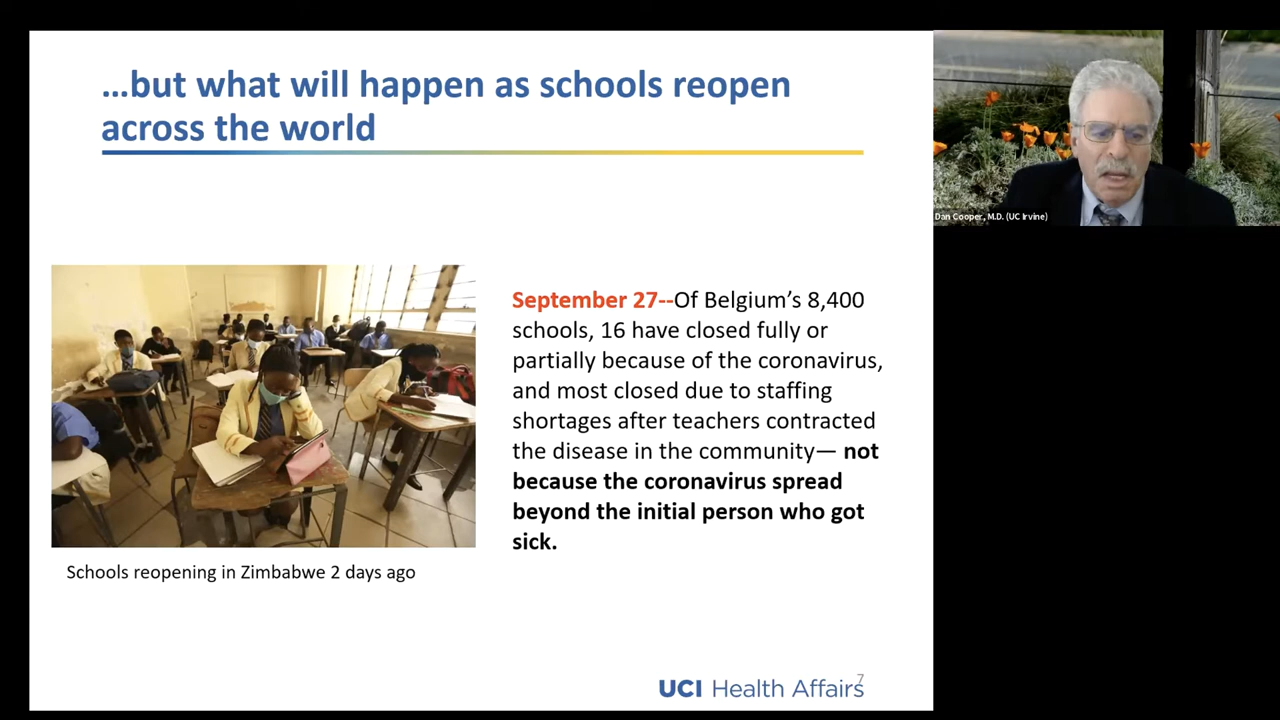 ...but what will happen as schools reopen
across the world
September 27--Of Belgium’s 8,400
schools, 16 have closed fully or
partially because of the coronavirus,
and most closed due to staffing
shortages after teachers contracted
the disease in the community— not
because the coronavirus spread
beyond the initial person who got
sick.
Schools reopening in Zimbabwe 2 days ago
UCI Health Affairs
7
Dan Cooper, M.D. (UC Irvine)